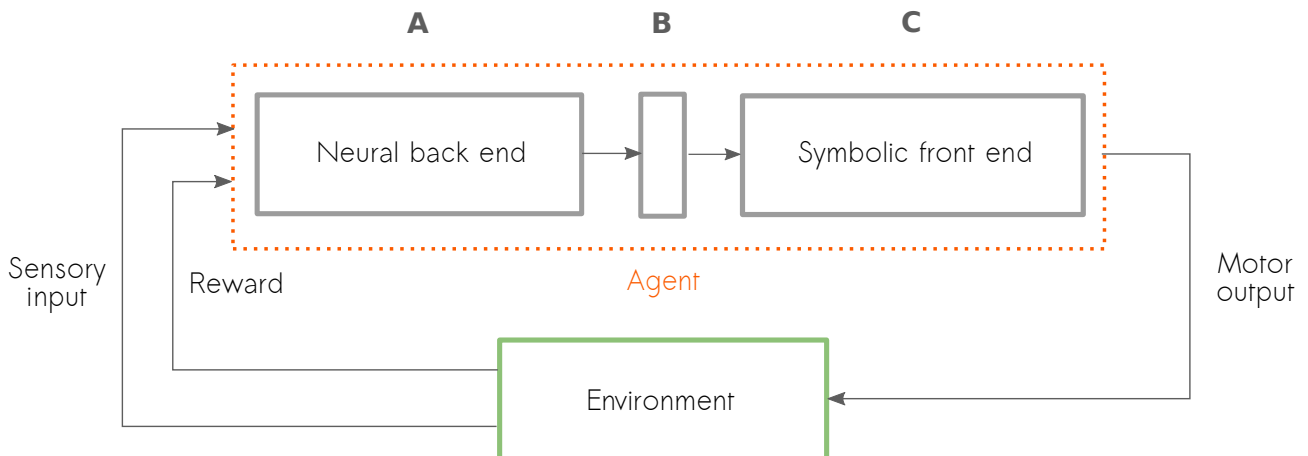 A
B
C
Neural back end
Symbolic front end
Sensory
input
Reward
Agent
Motor
output
Environment